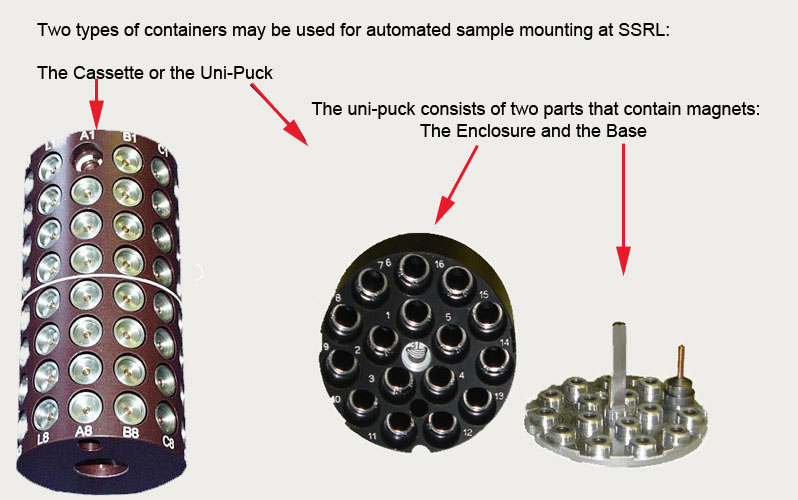 Two types of containers may be used for automated sample mounting at SSRL:
The Cassette or the Uni-Puck
The uni-puck consists of two parts that contain magnets:
The Enclosure and the Base
A1 B1 C1
L8 A8 B8 C8
6 16
7 15
8 1 5 14
9 2 4 13
10 3 12
11